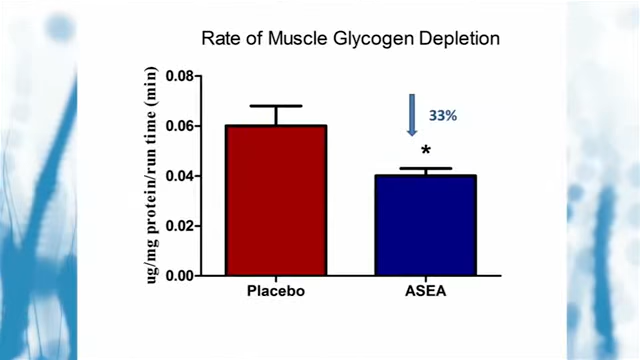 Rate of Muscle Glycogen Depletion
ug/mg protein/run time (min)
0.08
0.06
0.04
0.02
0.00
33%
*
Placebo
ASEA